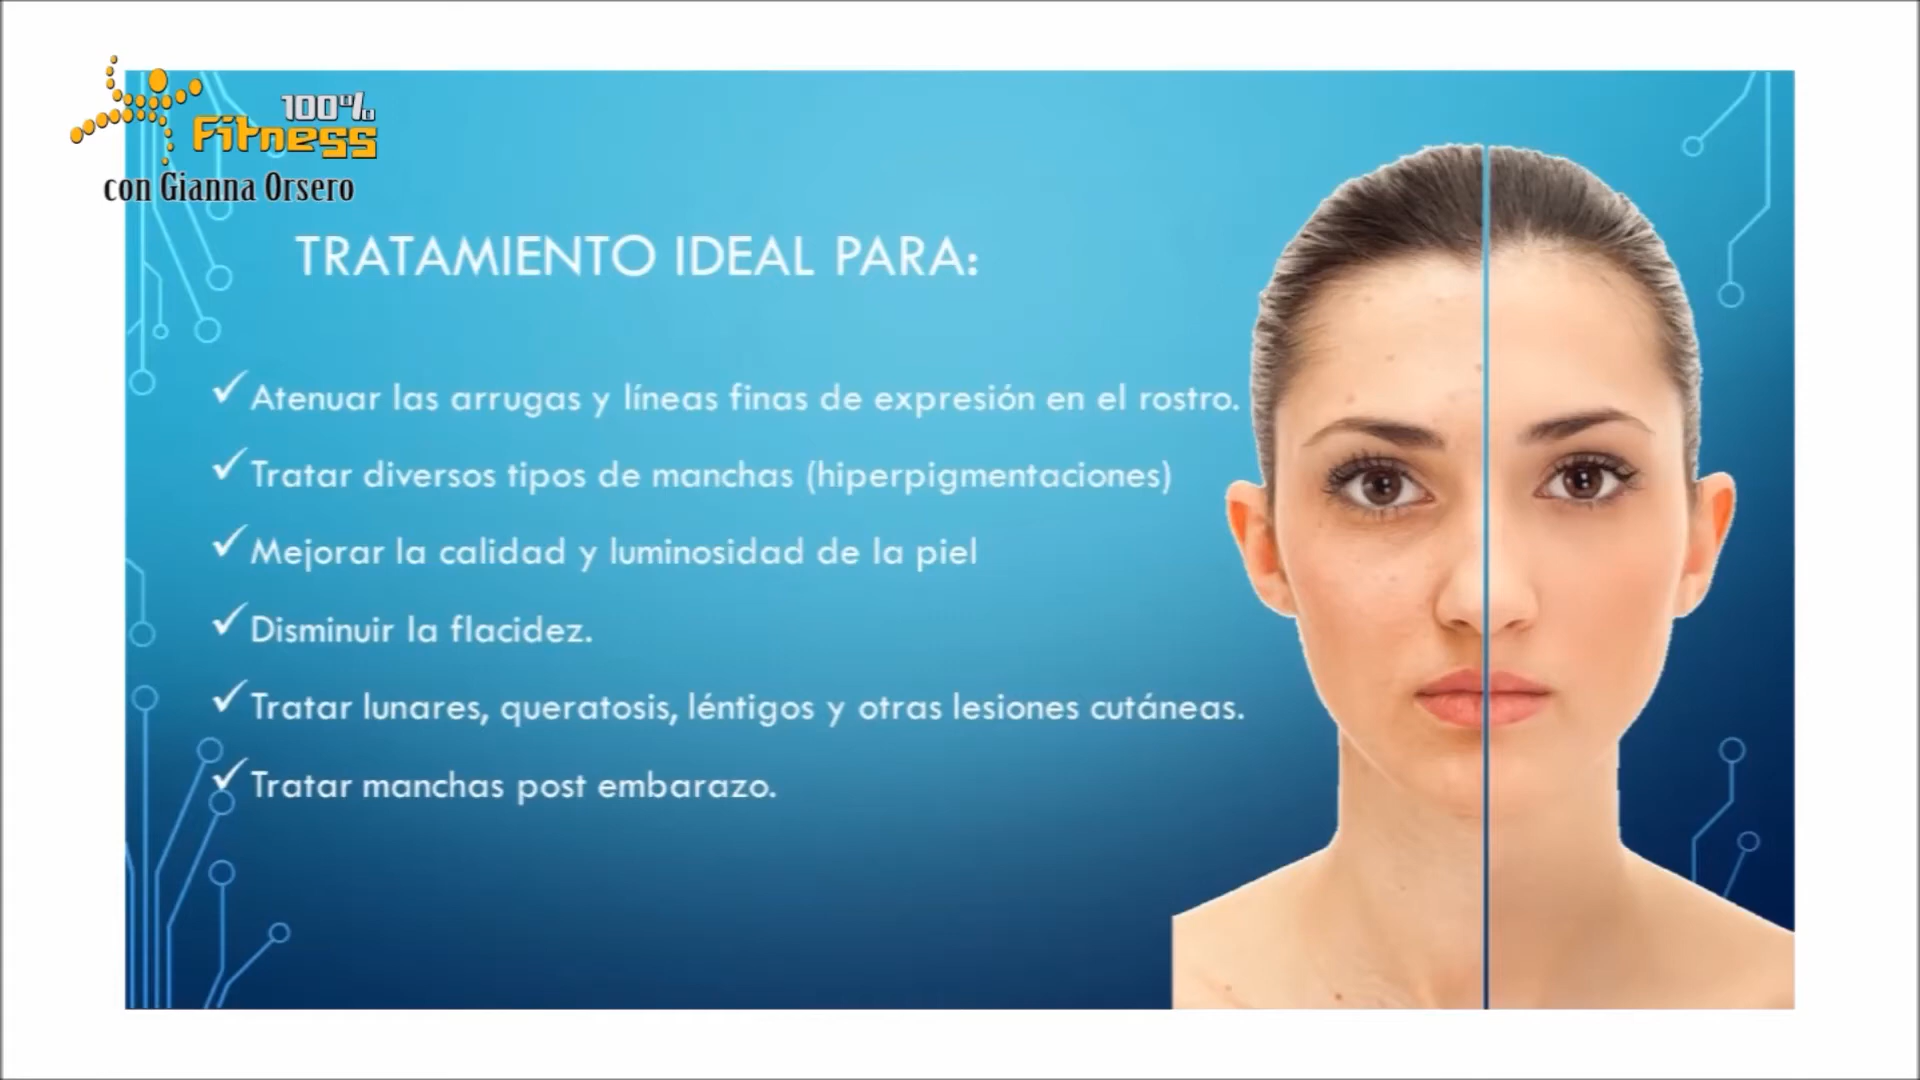 100%
Fitness
con Gianna Orsero
TRATAMIENTO IDEAL PARA:
✓Atenuar las arrugas y líneas finas de expresión en el rostro.
✓Tratar diversos tipos de manchas (hiperpigmentaciones)
✓Mejorar la calidad y luminosidad de la piel
✓Disminuir la flacidez.
✓Tratar lunares, queratosis, léntigos y otras lesiones cutáneas.
✓Tratar manchas post embarazo.